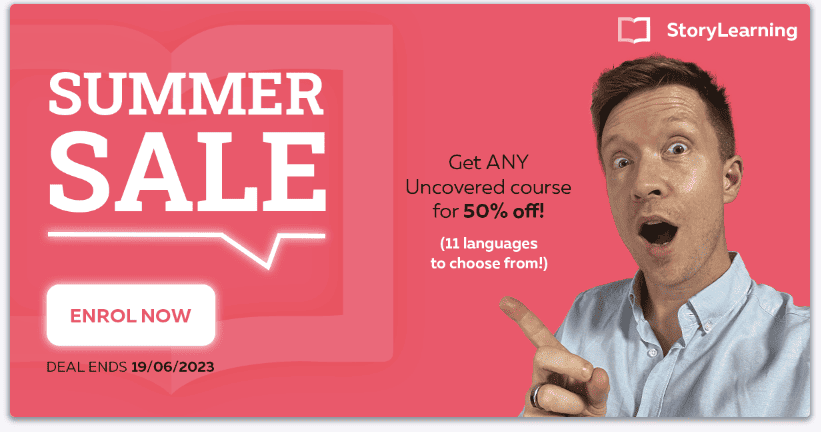 StoryLearning
SUMMER
SALE
Get ANY
Uncovered course
for 50% off!
(11 languages
to choose from!)
ENROL NOW
DEAL ENDS 19/06/2023